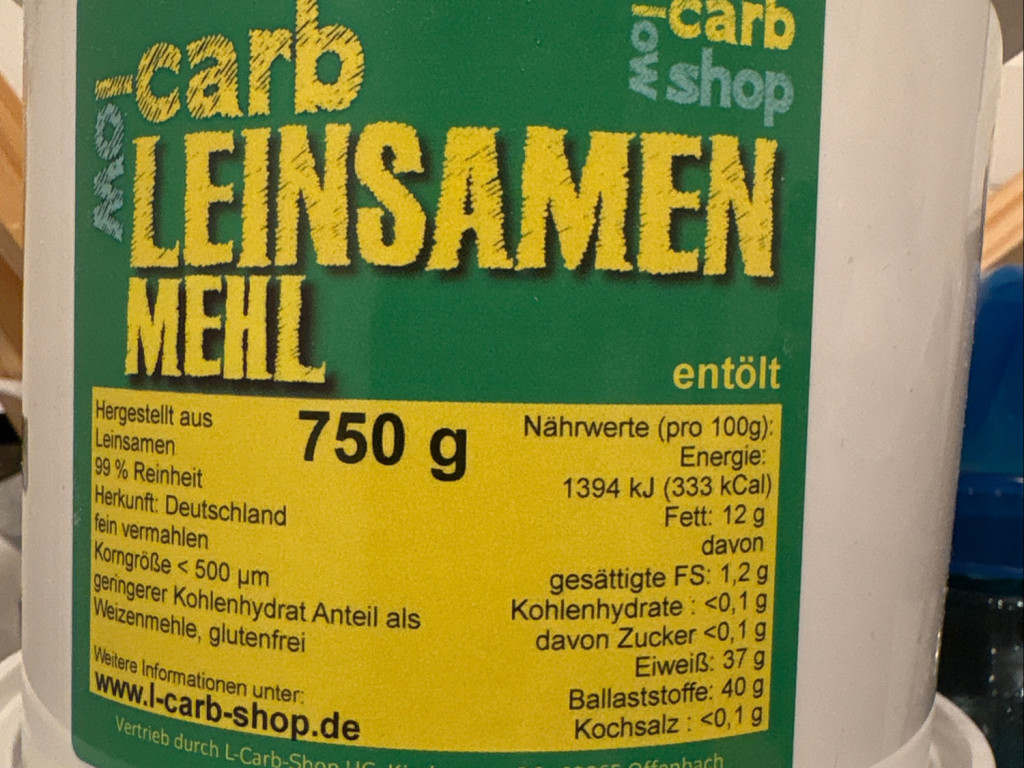 low-carb
LEINSAMEN
MEHL
low-carb
shop
entölt
Hergestellt aus
Leinsamen
99 % Reinheit
Herkunft: Deutschland
fein vermahlen
Korngröße < 500 µm
geringerer Kohlenhydrat Anteil als
Weizenmehle, glutenfrei
Weitere Informationen unter:
www.l-carb-shop.de
750 g
Nährwerte (pro 100g):
Energie:
1394 kJ (333 kCal)
Fett: 12 g
davon
gesättigte FS: 1,2 g
Kohlenhydrate : <0,1 g
davon Zucker <0,1 g
Eiweiß: 37 g
Ballaststoffe: 40 g
Kochsalz : <0,1 g
Vertrieb durch L-Carb-Shop UG, Offenbach